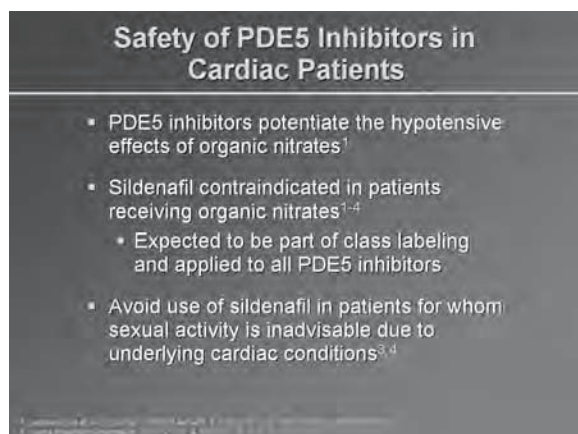 Safety of PDE5 Inhibitors in
Cardiac Patients
▪ PDE5 inhibitors potentiate the hypotensive
effects of organic nitrates¹
▪ Sildenafil contraindicated in patients
receiving organic nitrates¹⁻⁴
• Expected to be part of class labeling
and applied to all PDE5 inhibitors
▪ Avoid use of sildenafil in patients for whom
sexual activity is inadvisable due to
underlying cardiac conditions³,⁴